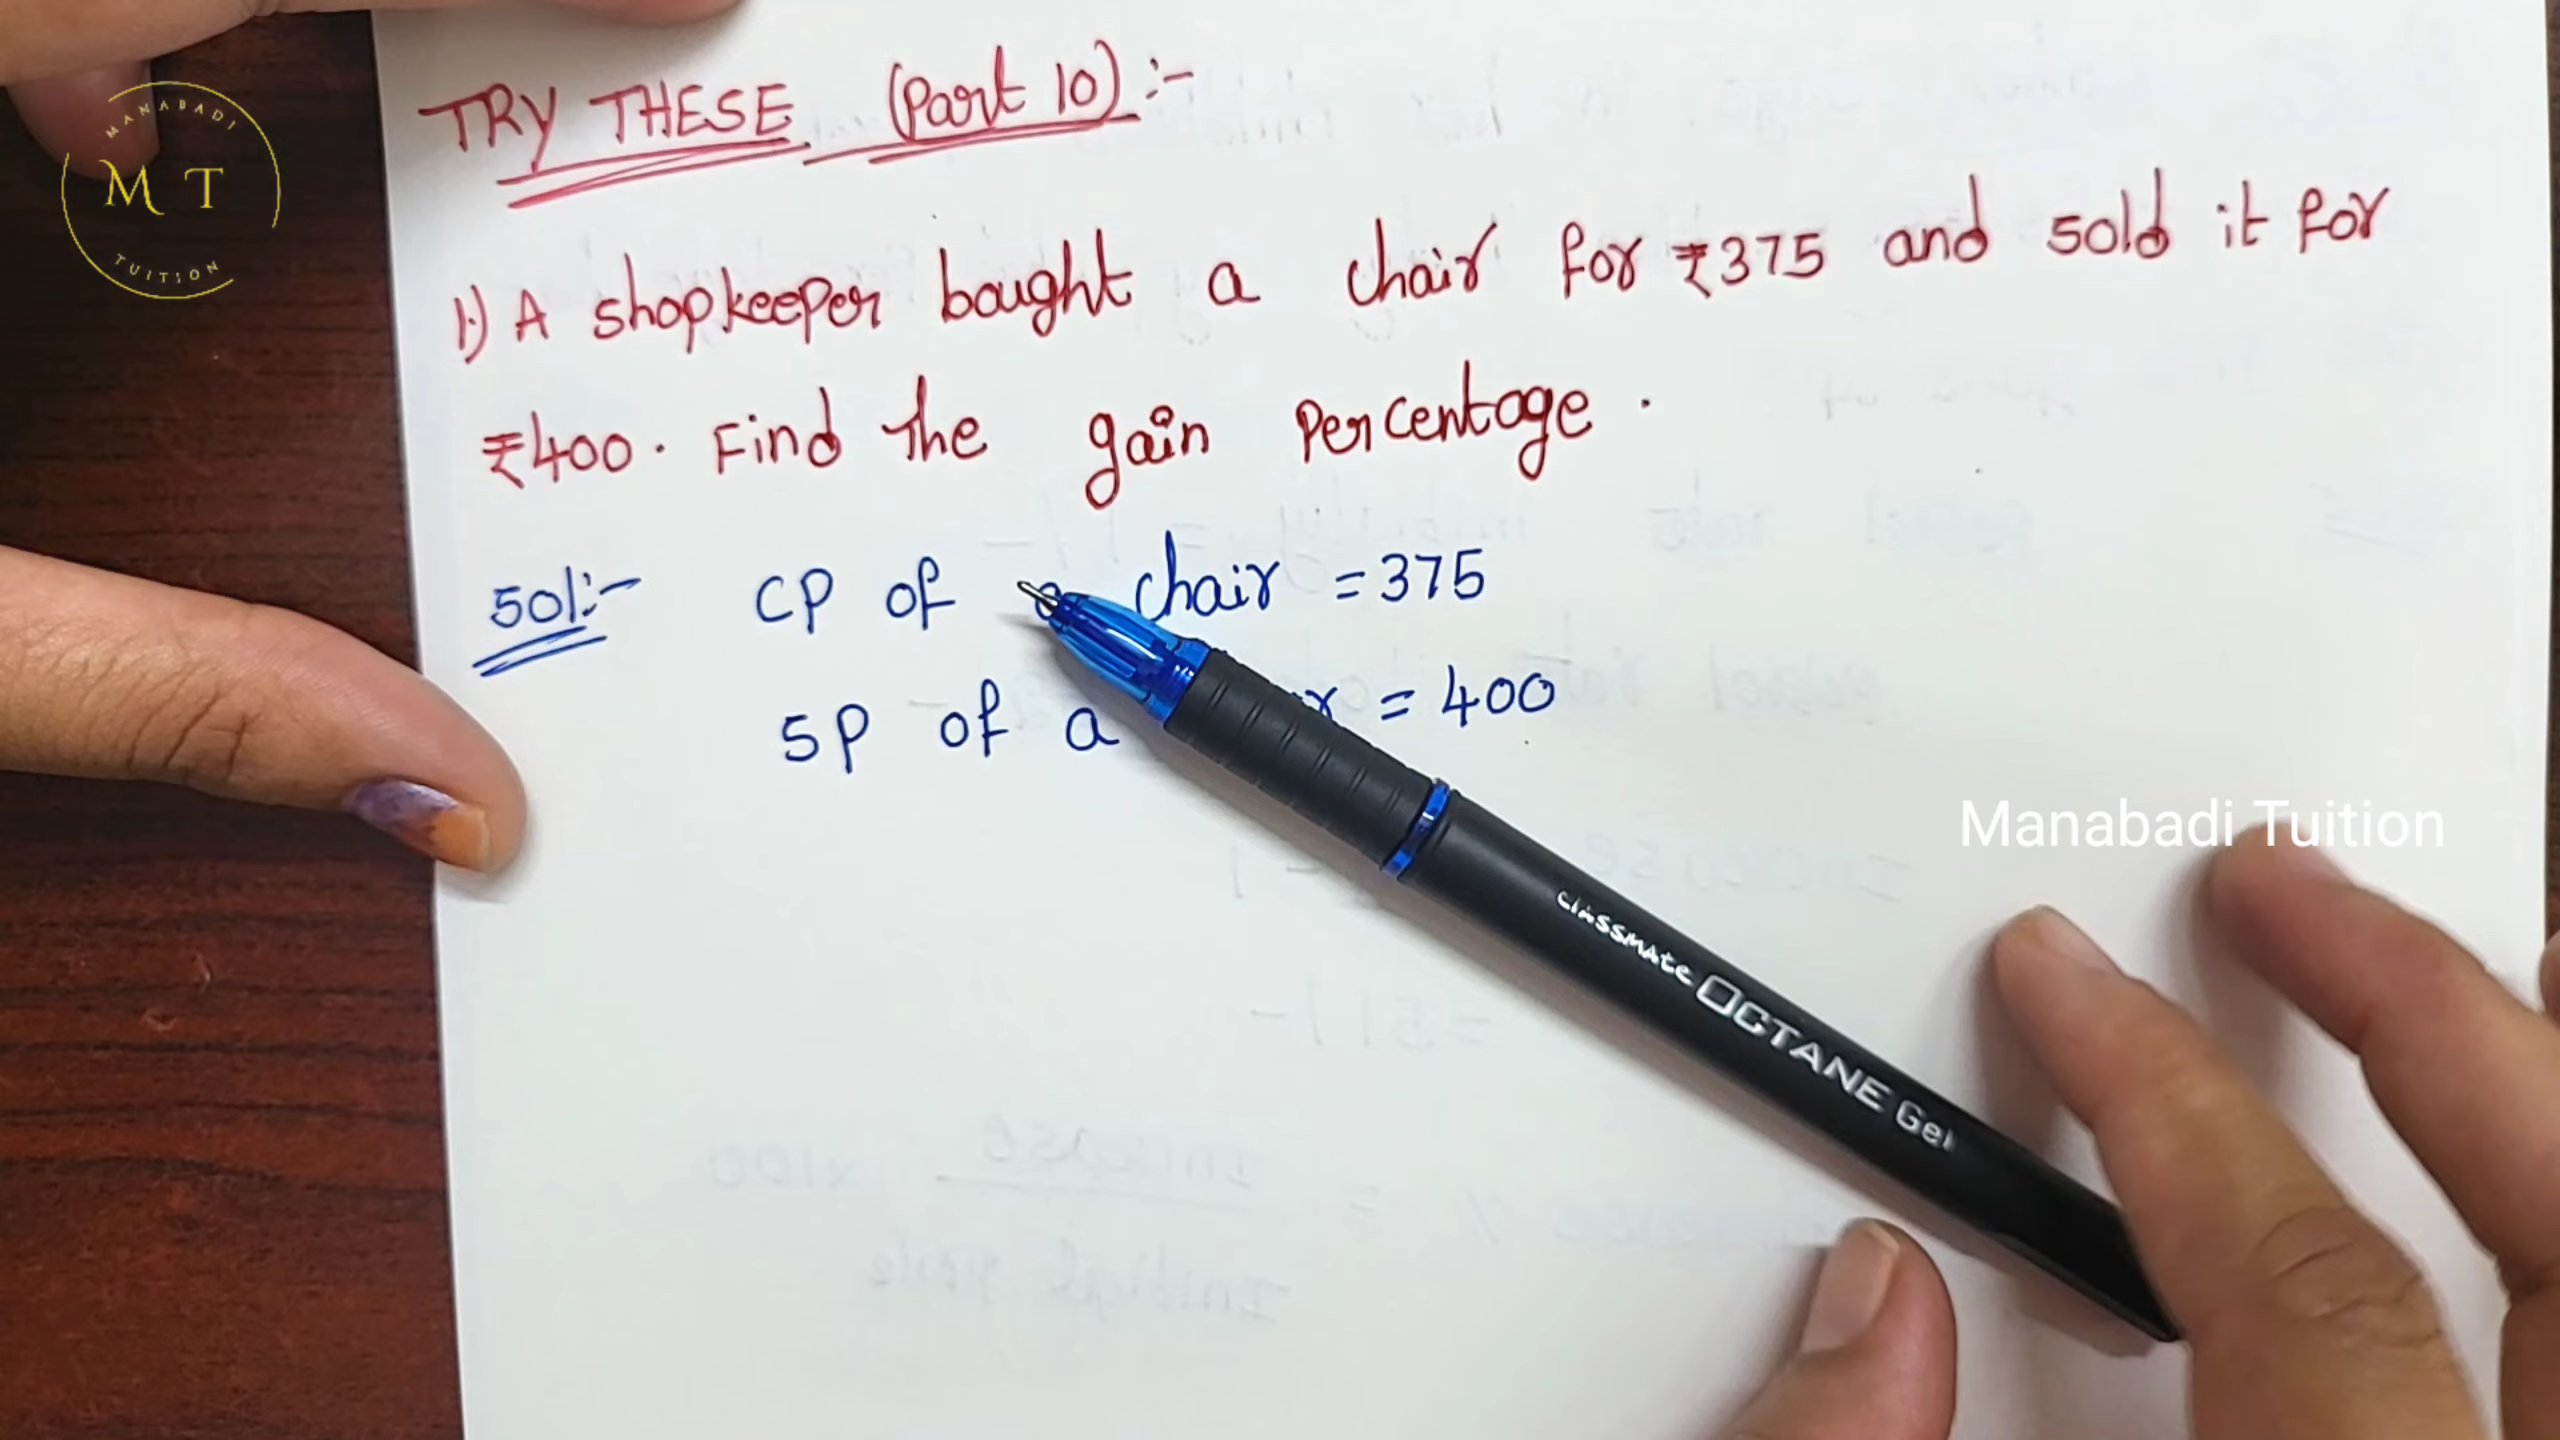 MANABADI
M T
TUITION
TRY THESE (Part 10):-
1) A shopkeeper bought a chair for ₹375 and sold it for
₹400. Find the gain Percentage.
Sol:- CP of a chair = 375
SP of a = 400
Manabadi Tuition
classmate OCTANE Gel